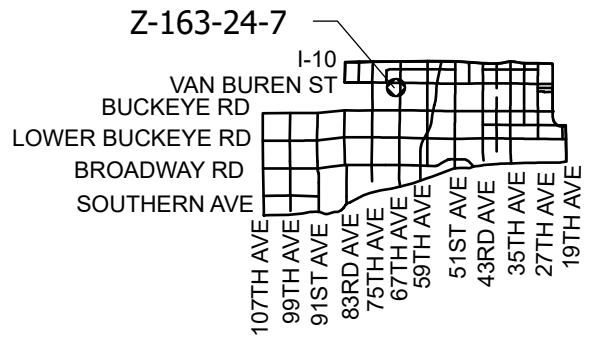 Z-163-24-7
I-10
VAN BUREN ST
BUCKEYE RD
LOWER BUCKEYE RD
BROADWAY RD
SOUTHERN AVE
107TH AVE
99TH AVE
91ST AVE
83RD AVE
75TH AVE
67TH AVE
59TH AVE
51ST AVE
43RD AVE
35TH AVE
27TH AVE
19TH AVE